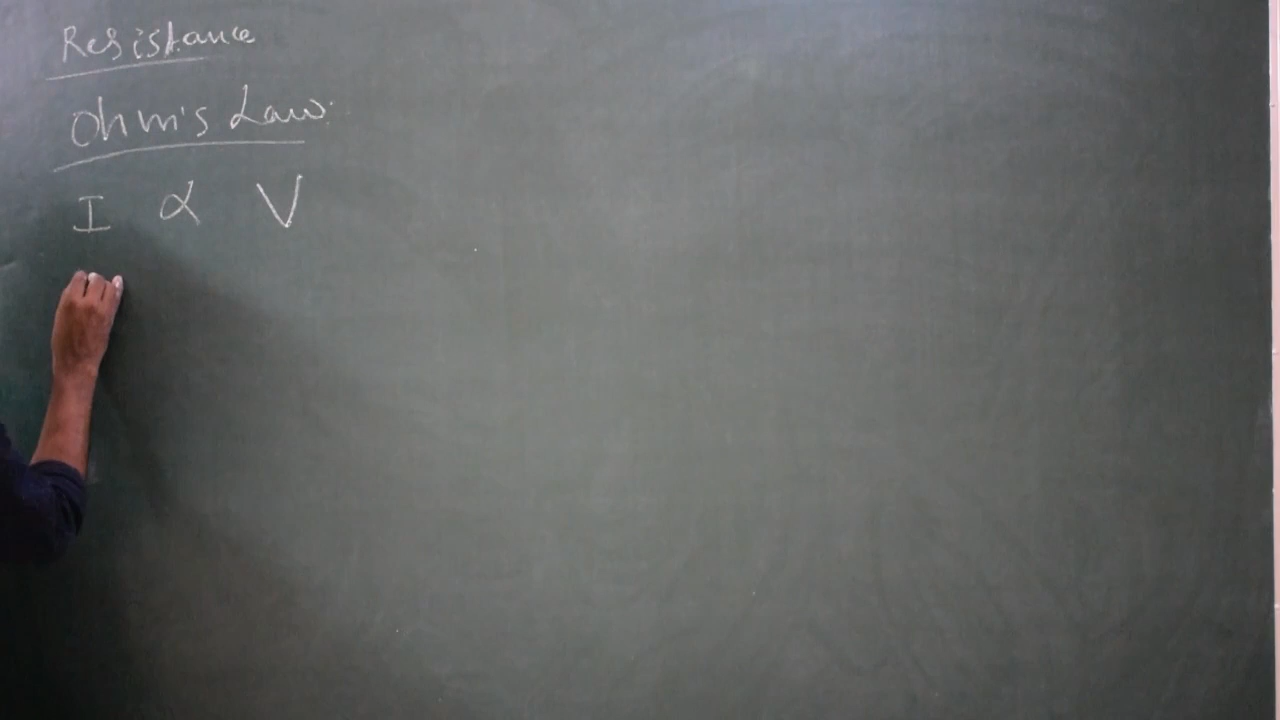 Resistance
Ohm's Law.
I ∝ V